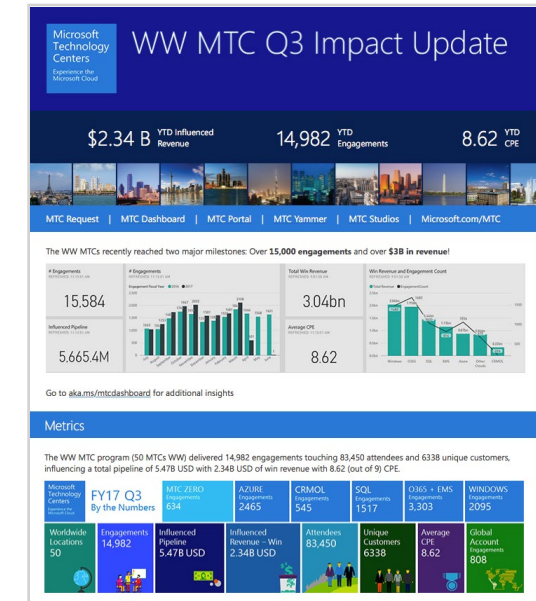 Microsoft
Technology
Centers
Experience the
Microsoft Cloud
WW MTC Q3 Impact Update
$2.34 B YTD Influenced Revenue
14,982 YTD Engagements
8.62 YTD CPE
MTC Request | MTC Dashboard | MTC Portal | MTC Yammer | MTC Studios | Microsoft.com/MTC
The WW MTCs recently reached two major milestones: Over 15,000 engagements and over $3B in revenue!
# Engagements
15,584
Influenced Pipeline
5,665.4M
# Engagements
Total Win Revenue
3.04bn
Average CPE
8.62
Win Revenue and Engagement Count
Go to aka.ms/mtcdashboard for additional insights
Metrics
The WW MTC program (50 MTCs WW) delivered 14,982 engagements touching 83,450 attendees and 6338 unique customers,
influencing a total pipeline of 5.47B USD with 2.34B USD of win revenue with 8.62 (out of 9) CPE.
Microsoft
Technology
Centers
Experience the
Microsoft Cloud
FY17 Q3
By the Numbers
MTC ZERO
Engagements
634
AZURE
Engagements
2465
CRMOL
Engagements
545
SQL
Engagements
1517
O365 + EMS
Engagements
3,303
WINDOWS
Engagements
2095
Worldwide
Locations
50
Engagements
14,982
Influenced
Pipeline
5.47B USD
Influenced
Revenue – Win
2.34B USD
Attendees
83,450
Unique
Customers
6338
Average
CPE
8.62
Global
Account
Engagements
808